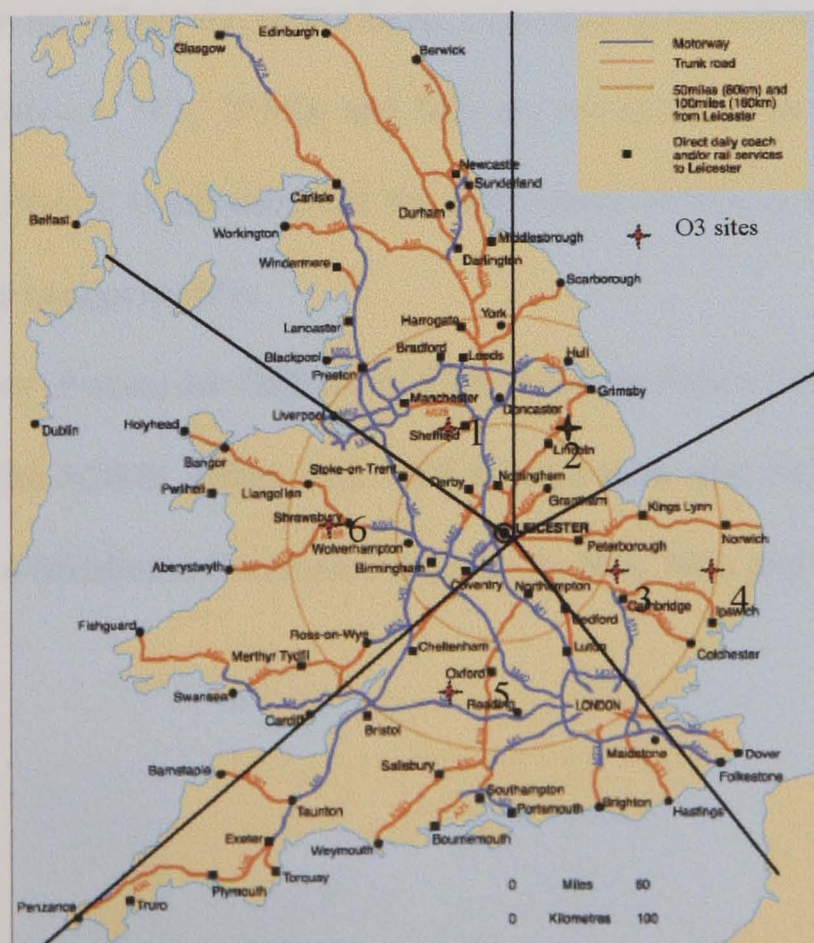 Glasgow
Edinburgh
Berwick
Motorway
Trunk road
50miles (80km) and
100miles (160km)
from Leicester
Direct daily coach
and/or rail services
to Leicester
O3 sites
Newcastle
Sunderland
Carlisle
Durham
Belfast
Workington
Middlesbrough
Darlington
Windermere
Scarborough
Lancaster
Harrogate
York
Blackpool
Bradford
Leeds
Hull
Preston
Grimsby
Manchester
Doncaster
Liverpool
Dublin
Holyhead
Sheffield
1
2
Lincoln
Bangor
Stoke-on-Trent
Derby
Nottingham
Pwllheli
Llangollen
Grantham
Kings Lynn
Shrewsbury
6
LEICESTER
Norwich
Wolverhampton
Peterborough
Aberystwyth
Birmingham
Coventry
Northampton
3
4
Cambridge
Ipswich
Bedford
Fishguard
Ross-on-Wye
Cheltenham
Luton
Colchester
Merthyr Tydfil
Oxford
5
Swansea
Reading
LONDON
Cardiff
Bristol
Maidstone
Dover
Folkestone
Barnstaple
Salisbury
Southampton
Taunton
Portsmouth
Brighton
Hastings
Exeter
Weymouth
Bournemouth
Torquay
Plymouth
0 Miles 60
Penzance
Truro
0 Kilometres 100